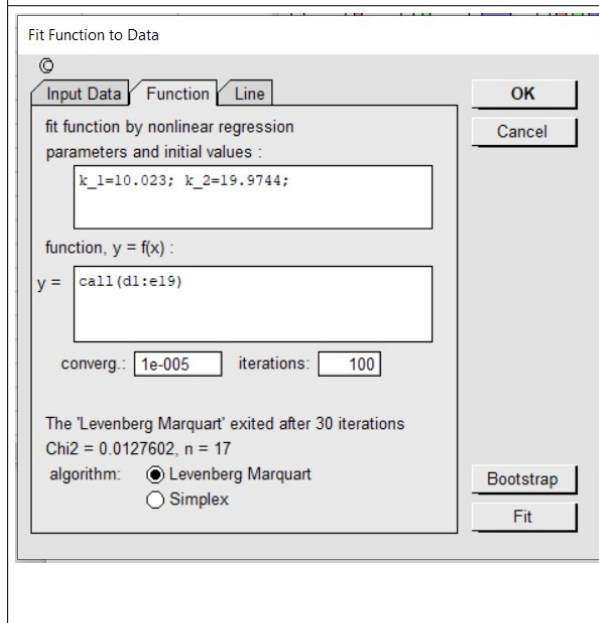 Fit Function to Data
©
Input Data Function Line
OK
Cancel
fit function by nonlinear regression
parameters and initial values :
k_1=10.023; k_2=19.9744;
function, y = f(x) :
y = call(d1:e19)
converg.: 1e-005 iterations: 100
The 'Levenberg Marquart' exited after 30 iterations
Chi2 = 0.0127602, n = 17
algorithm: Levenberg Marquart
Simplex
Bootstrap
Fit